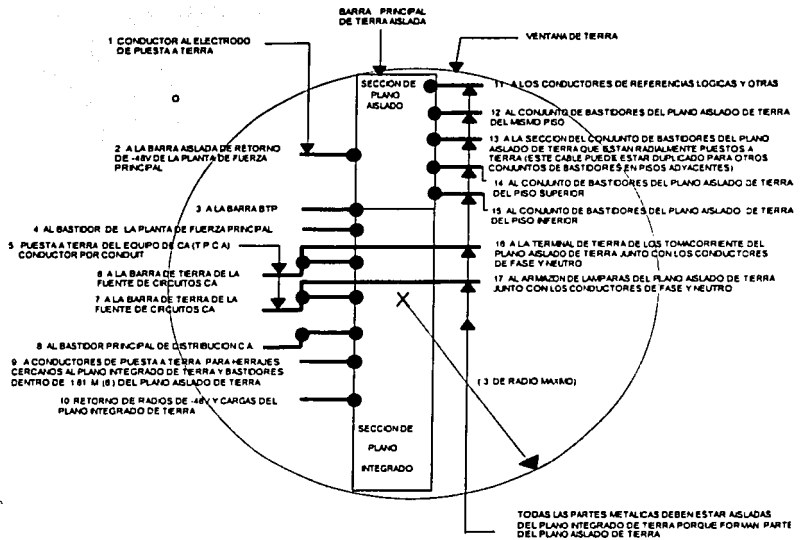 BARRA PRINCIPAL
DE TIERRA AISLADA
VENTANA DE TIERRA
1 CONDUCTOR AL ELECTRODO
DE PUESTA A TIERRA
SECCION DE
PLANO
AISLADO
2 A LA BARRA AISLADA DE RETORNO
DE -48V DE LA PLANTA DE FUERZA
PRINCIPAL
3 A LA BARRA BTP
4 AL BASTIDOR DE LA PLANTA DE FUERZA PRINCIPAL
5 PUESTA A TIERRA DEL EQUIPO DE CA (T P C A)
CONDUCTOR POR CONDUIT
6 A LA BARRA DE TIERRA DE LA
FUENTE DE CIRCUITOS CA
7 A LA BARRA DE TIERRA DE LA
FUENTE DE CIRCUITOS CA
8 AL BASTIDOR PRINCIPAL DE DISTRIBUCION C.A.
9 A CONDUCTORES DE PUESTA A TIERRA PARA HERRAJES
CERCANOS AL PLANO INTEGRADO DE TIERRA Y BASTIDORES
DENTRO DE 1 81 M (6) DEL PLANO AISLADO DE TIERRA
10 RETORNO DE RADIOS DE -48V Y CARGAS DEL
PLANO INTEGRADO DE TIERRA
SECCION DE
PLANO
INTEGRADO
11 A LOS CONDUCTORES DE REFERENCIAS LOGICAS Y OTRAS
12 AL CONJUNTO DE BASTIDORES DEL PLANO AISLADO DE TIERRA
DEL MISMO PISO
13 A LA SECCION DEL CONJUNTO DE BASTIDORES DEL PLANO
AISLADO DE TIERRA QUE ESTAN RADIALMENTE PUESTOS A
TIERRA (ESTE CABLE PUEDE ESTAR DUPLICADO PARA OTROS
CONJUNTOS DE BASTIDORES EN PISOS ADYACENTES)
14 AL CONJUNTO DE BASTIDORES DEL PLANO AISLADO DE TIERRA
DEL PISO SUPERIOR
15 AL CONJUNTO DE BASTIDORES DEL PLANO AISLADO DE TIERRA
DEL PISO INFERIOR
16 A LA TERMINAL DE TIERRA DE LOS TOMACORRIENTE DEL
PLANO AISLADO DE TIERRA JUNTO CON LOS CONDUCTORES
DE FASE Y NEUTRO
17 AL ARMAZON DE LAMPARAS DEL PLANO AISLADO DE TIERRA
JUNTO CON LOS CONDUCTORES DE FASE Y NEUTRO
( 3 DE RADIO MAXIMO)
TODAS LAS PARTES METALICAS DEBEN ESTAR AISLADAS
DEL PLANO INTEGRADO DE TIERRA PORQUE FORMAN PARTE
DEL PLANO AISLADO DE TIERRA